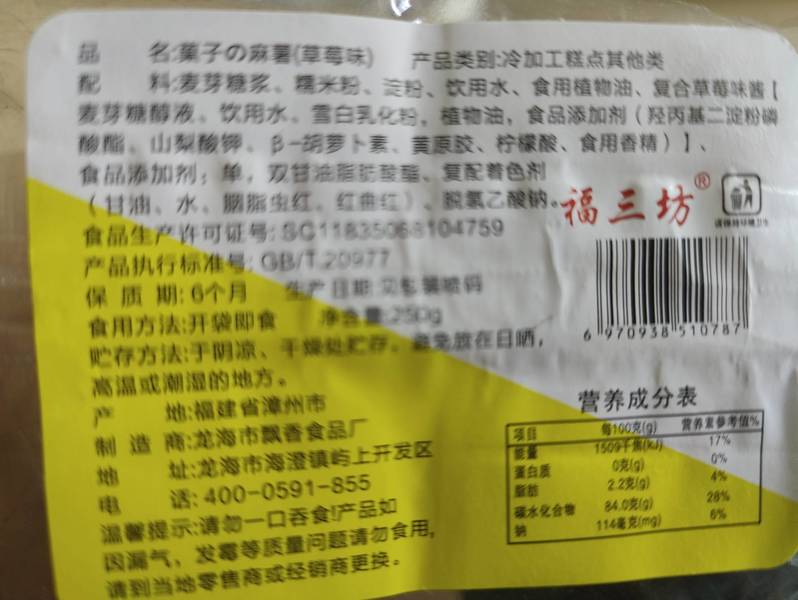 品 名:菓子の麻薯(草莓味) 产品类别:冷加工糕点其他类
配 料:麦芽糖浆、糯米粉、淀粉、饮用水、食用植物油、复合草莓味酱【
麦芽糖醇液、饮用水、雪白乳化粉，植物油，食品添加剂（羟丙基二淀粉磷
酸酯、山梨酸钾、β-胡萝卜素、黄原胶、柠檬酸、食用香精）】、
食品添加剂：单，双甘油脂肪酸酯、复配着色剂
（甘油、水、胭脂虫红、红曲红）、脱氢乙酸钠。
福三坊®
食品生产许可证号:SC11835068104759
产品执行标准号:GB/T.20977
保 质 期:6个月 生产日期:见包装喷码
食用方法:开袋即食 净含量:250g
贮存方法:于阴凉、干燥处贮存，避免放在日晒，
高温或潮湿的地方。
6 970938 510787
产 地:福建省漳州市
制 造 商:龙海市飘香食品厂
地 址:龙海市海澄镇屿上开发区
电 话:400-0591-855
温馨提示:请勿一口吞食!产品如
因漏气，发霉等质量问题请勿食用，
请到当地零售商或经销商更换。
营养成分表
项目 每100克(g) 营养素参考值%
能量 1509千焦(kJ) 17%
蛋白质 0克(g) 0%
脂肪 2.2克(g) 4%
碳水化合物 84.0克(g) 28%
钠 114毫克(mg) 6%